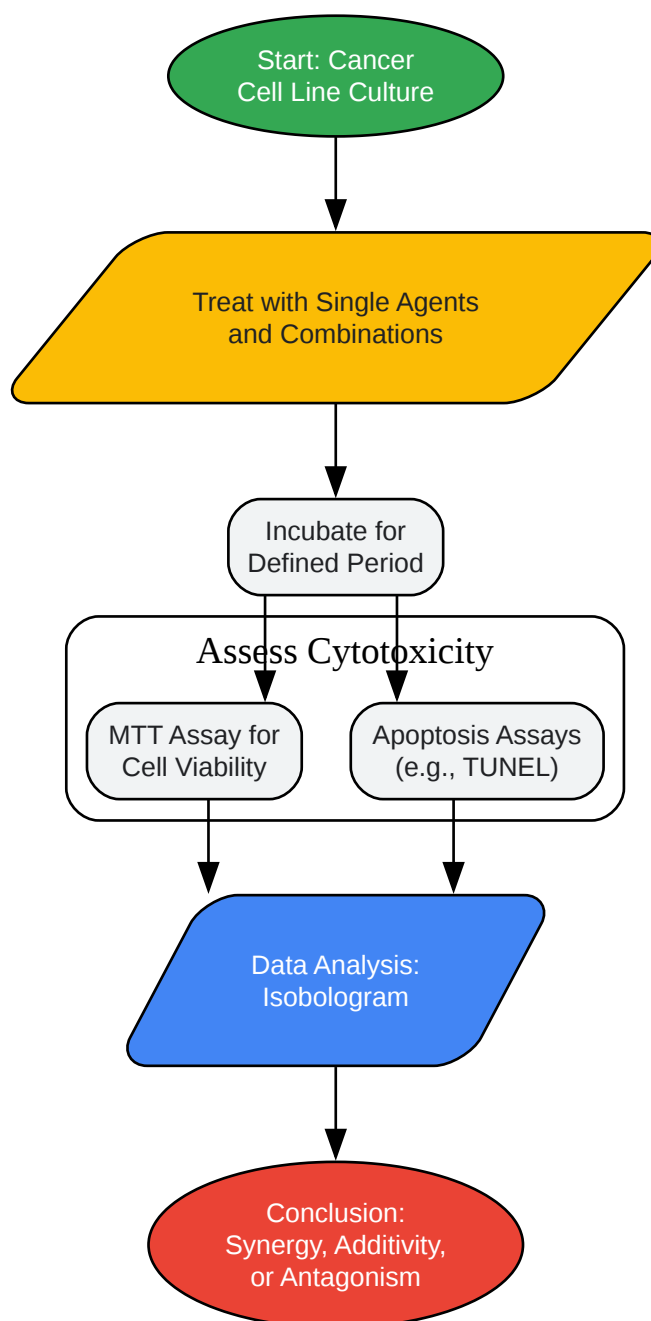 Start: Cancer
Cell Line Culture
Treat with Single Agents
and Combinations
Incubate for
Defined Period
Assess Cytotoxicity
MTT Assay for
Cell Viability
Apoptosis Assays
(e.g., TUNEL)
Data Analysis:
Isobologram
Conclusion:
Synergy, Additivity,
or Antagonism